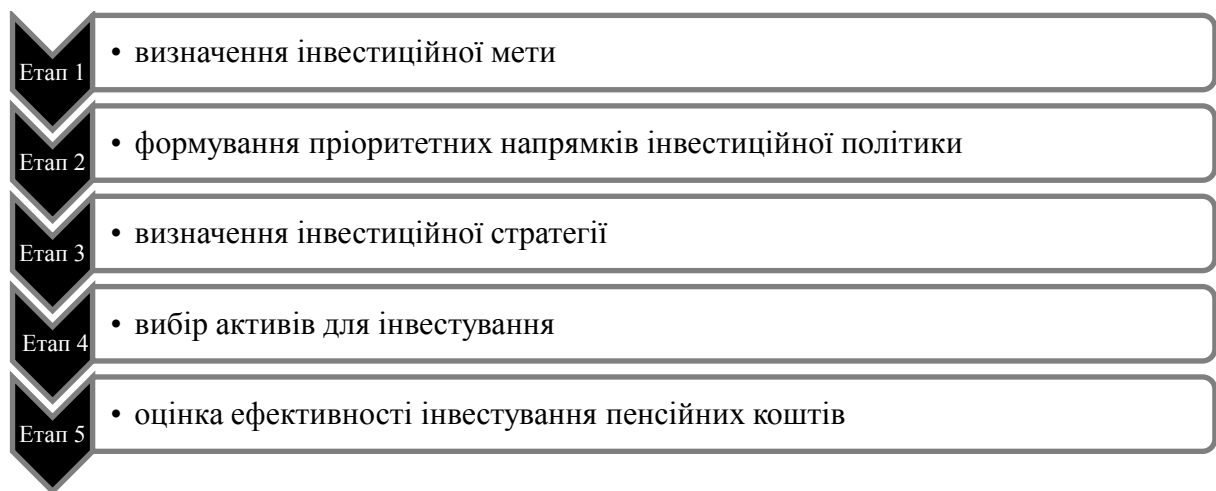 Етап 1
• визначення інвестиційної мети
Етап 2
• формування пріоритетних напрямків інвестиційної політики
Етап 3
• визначення інвестиційної стратегії
Етап 4
• вибір активів для інвестування
Етап 5
• оцінка ефективності інвестування пенсійних коштів